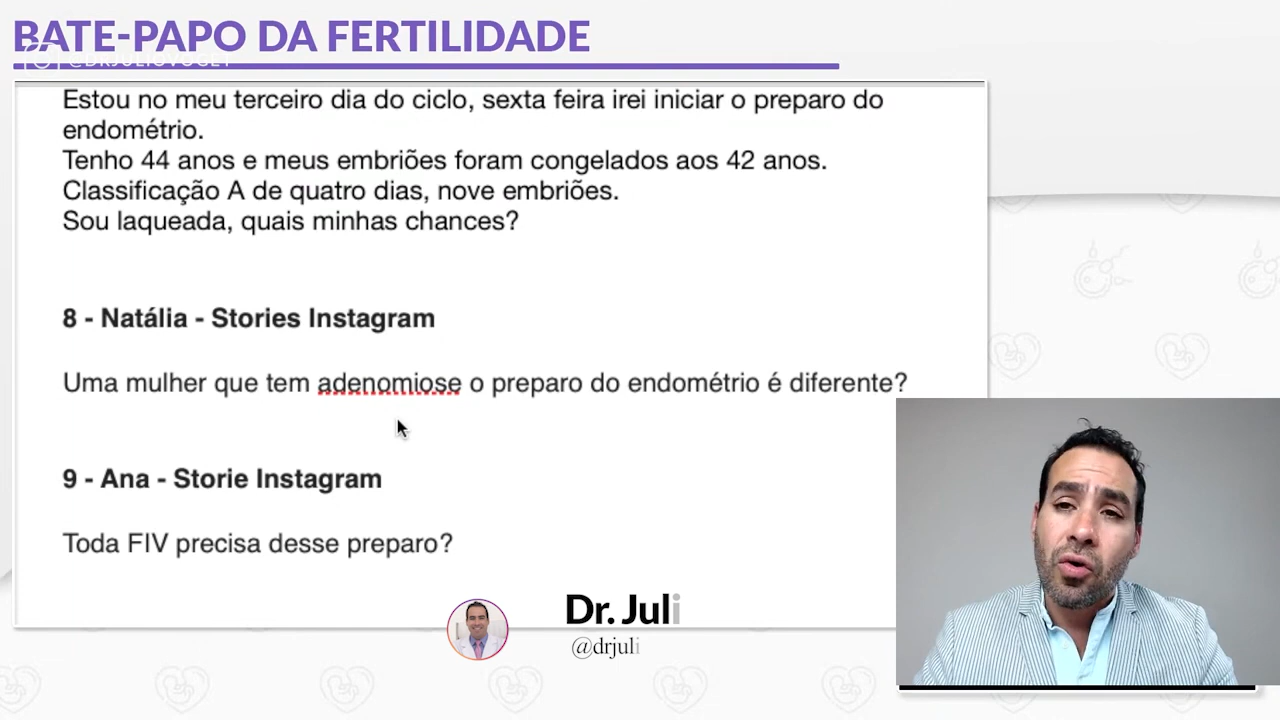 BATE-PAPO DA FERTILIDADE
@DRJULIOVOGET
Estou no meu terceiro dia do ciclo, sexta feira irei iniciar o preparo do
endométrio.
Tenho 44 anos e meus embriões foram congelados aos 42 anos.
Classificação A de quatro dias, nove embriões.
Sou laqueada, quais minhas chances?
8 - Natália - Stories Instagram
Uma mulher que tem adenomiose o preparo do endométrio é diferente?
9 - Ana - Storie Instagram
Toda FIV precisa desse preparo?
Dr. Juli
@drjuli